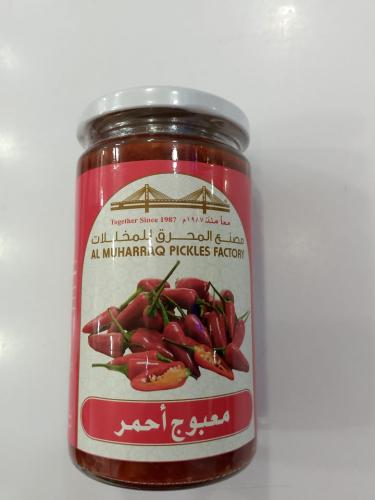 Together Since 1987 معاً منذ ١٩٨٧م
مصنع المحرق للمخللات
AL MUHARRAQ PICKLES FACTORY
معبوج أحمر